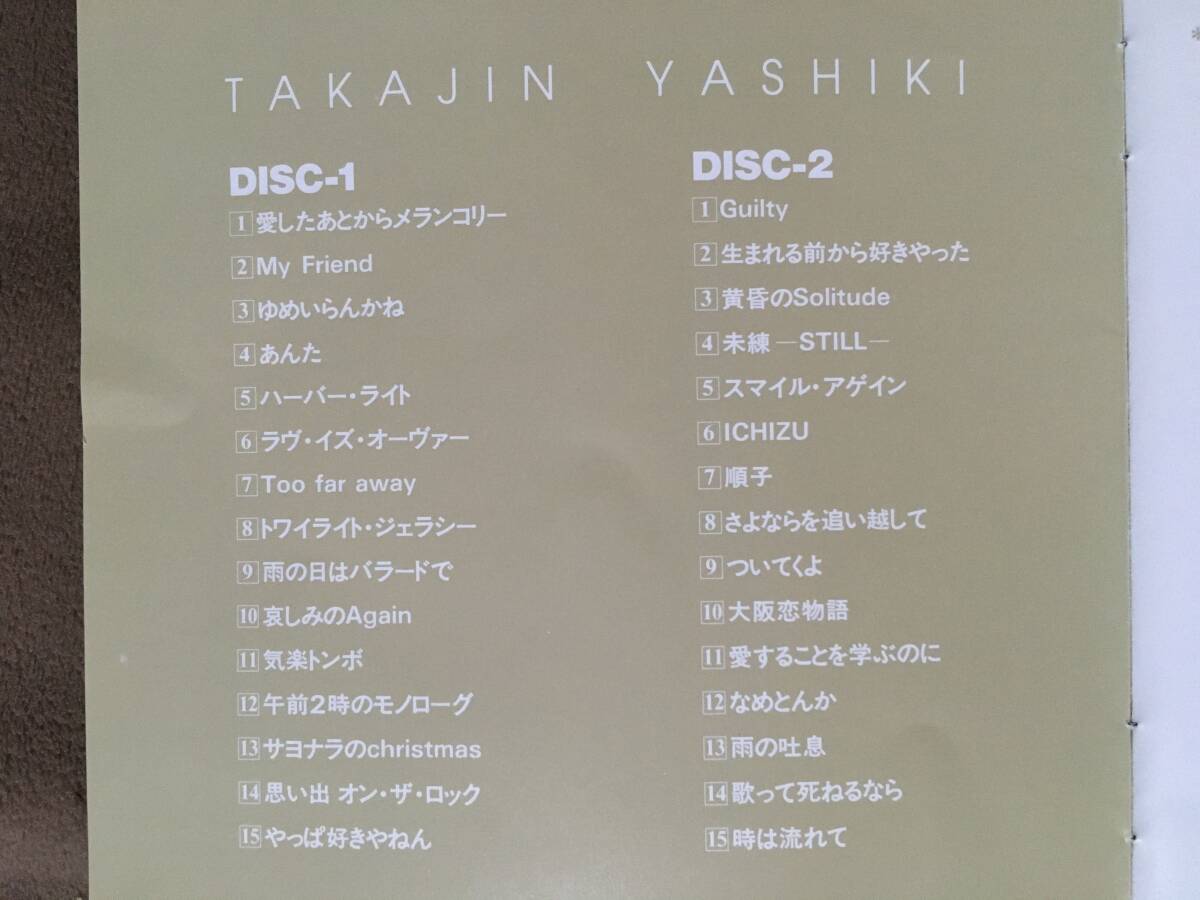 TAKAJIN YASHIKI
DISC-1
1 愛したあとからメランコリー
2 My Friend
3 ゆめいらんかね
4 あんた
5 ハーバー・ライト
6 ラヴ・イズ・オーヴァー
7 Too far away
8 トワイライト・ジェラシー
9 雨の日はバラードで
10 哀しみのAgain
11 気楽トンボ
12 午前2時のモノローグ
13 サヨナラのchristmas
14 思い出 オン・ザ・ロック
15 やっぱ好きやねん
DISC-2
1 Guilty
2 生まれる前から好きやった
3 黄昏のSolitude
4 未練 ―STILL―
5 スマイル・アゲイン
6 ICHIZU
7 順子
8 さよならを追い越して
9 ついてくよ
10 大阪恋物語
11 愛することを学ぶのに
12 なめとんか
13 雨の吐息
14 歌って死ねるなら
15 時は流れて